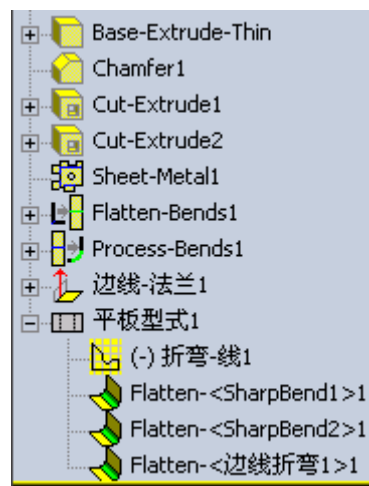 Base-Extrude-Thin
Chamfer1
Cut-Extrude1
Cut-Extrude2
Sheet-Metal1
Flatten-Bends1
Process-Bends1
边线-法兰1
平板型式1
(-) 折弯-线1
Flatten-<SharpBend1>1
Flatten-<SharpBend2>1
Flatten-<边线折弯1>1